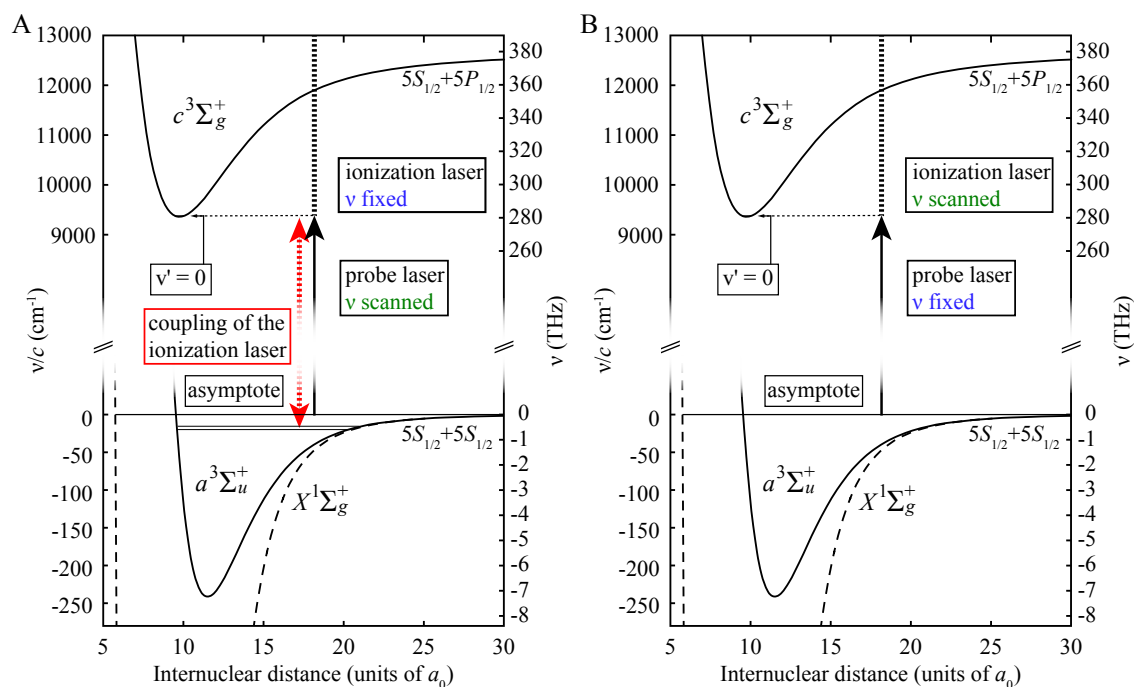 A
13000
12000
11000
10000
9000
ν/c (cm⁻¹)
0
-50
-100
-150
-200
-250
380
360
340
320
300
280
260
ν (THz)
0
-1
-2
-3
-4
-5
-6
-7
-8
5S₁/₂+5P₁/₂
c³Σg⁺
ionization laser
ν fixed
v' = 0
probe laser
ν scanned
coupling of the
ionization laser
asymptote
5S₁/₂+5S₁/₂
a³Σu⁺
X¹Σg⁺
5
10
15
20
25
30
Internuclear distance (units of a₀)
B
13000
12000
11000
10000
9000
ν/c (cm⁻¹)
0
-50
-100
-150
-200
-250
380
360
340
320
300
280
260
ν (THz)
0
-1
-2
-3
-4
-5
-6
-7
-8
5S₁/₂+5P₁/₂
c³Σg⁺
ionization laser
ν scanned
v' = 0
probe laser
ν fixed
asymptote
5S₁/₂+5S₁/₂
a³Σu⁺
X¹Σg⁺
5
10
15
20
25
30
Internuclear distance (units of a₀)